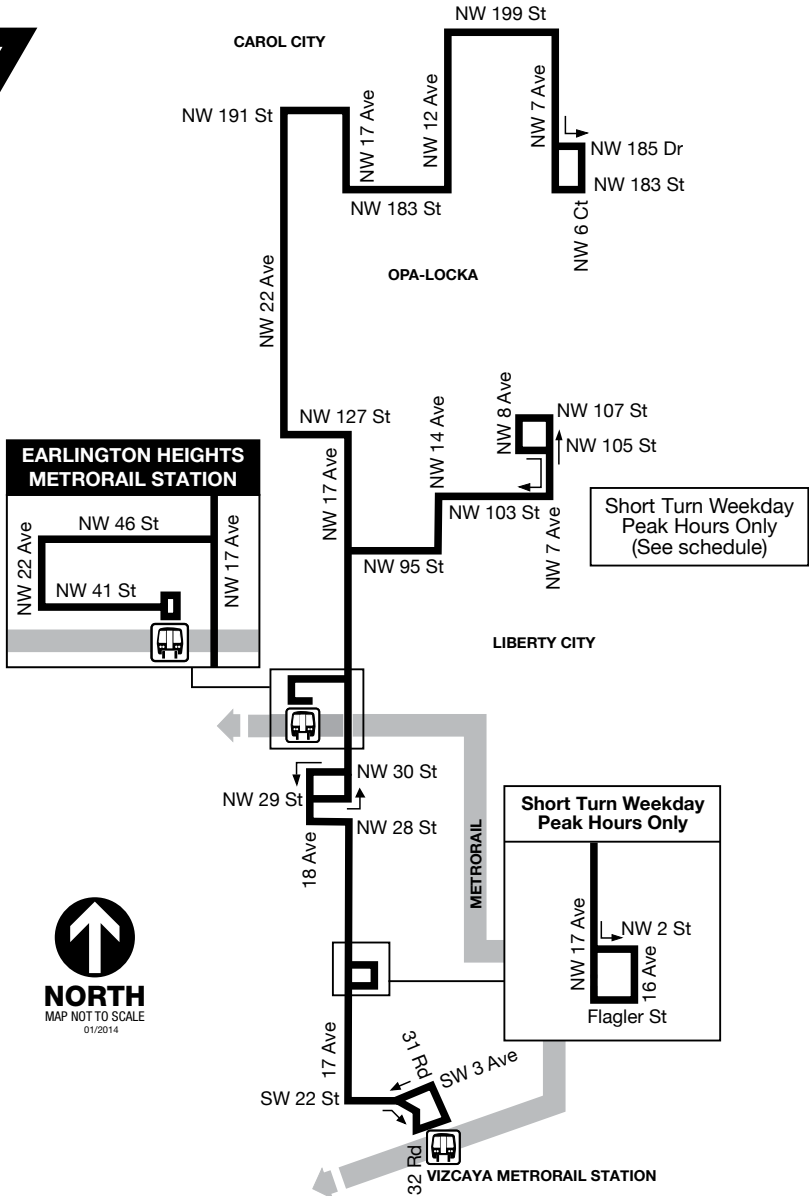 NW 199 St
CAROL CITY
NW 191 St
NW 17 Ave
NW 12 Ave
NW 7 Ave
NW 185 Dr
NW 183 St
NW 183 St
NW 6 Ct
OPA-LOCKA
NW 22 Ave
NW 127 St
NW 17 Ave
NW 14 Ave
NW 8 Ave
NW 107 St
NW 105 St
NW 103 St
NW 7 Ave
NW 95 St
Short Turn Weekday
Peak Hours Only
(See schedule)
EARLINGTON HEIGHTS
METRORAIL STATION
NW 46 St
NW 22 Ave
NW 17 Ave
NW 41 St
LIBERTY CITY
NW 30 St
NW 29 St
NW 28 St
18 Ave
METRORAIL
Short Turn Weekday
Peak Hours Only
NW 17 Ave
NW 2 St
16 Ave
Flagler St
NORTH
MAP NOT TO SCALE
01/2014
17 Ave
31 Rd
SW 3 Ave
SW 22 St
32 Rd
VIZCAYA METRORAIL STATION